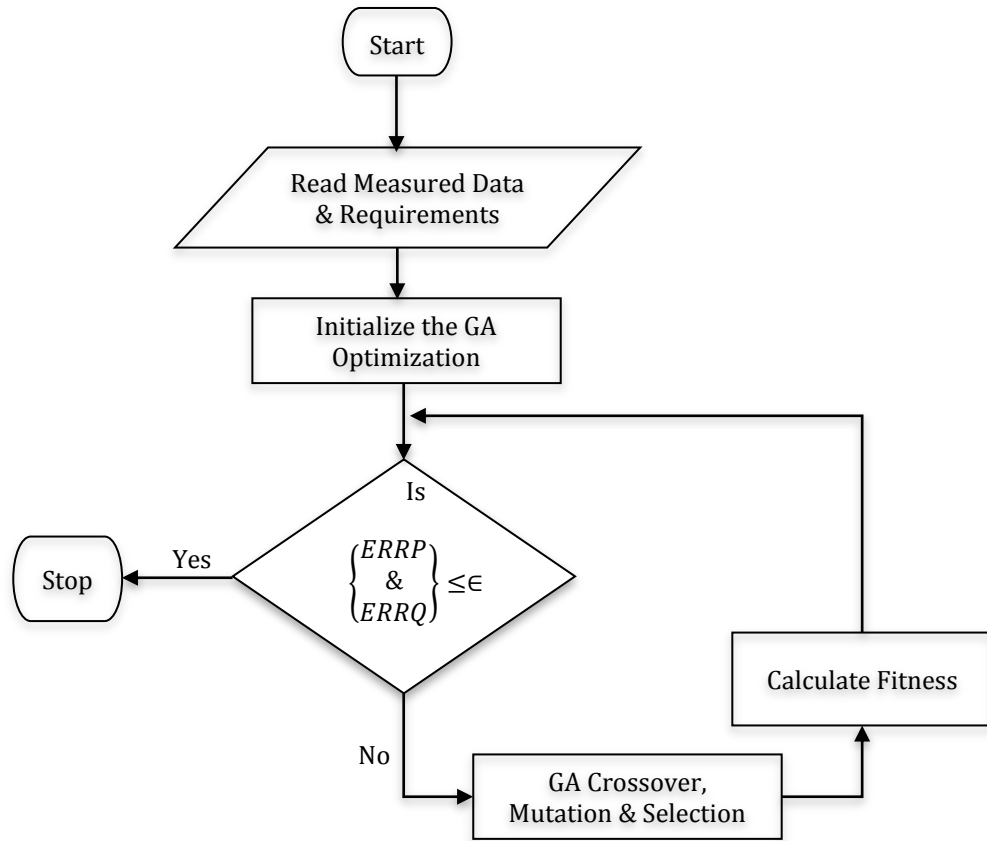 Start
Read Measured Data
& Requirements
Initialize the GA
Optimization
Is
{ERRP
&
ERRQ} ≤∈
Yes
Stop
No
GA Crossover,
Mutation & Selection
Calculate Fitness